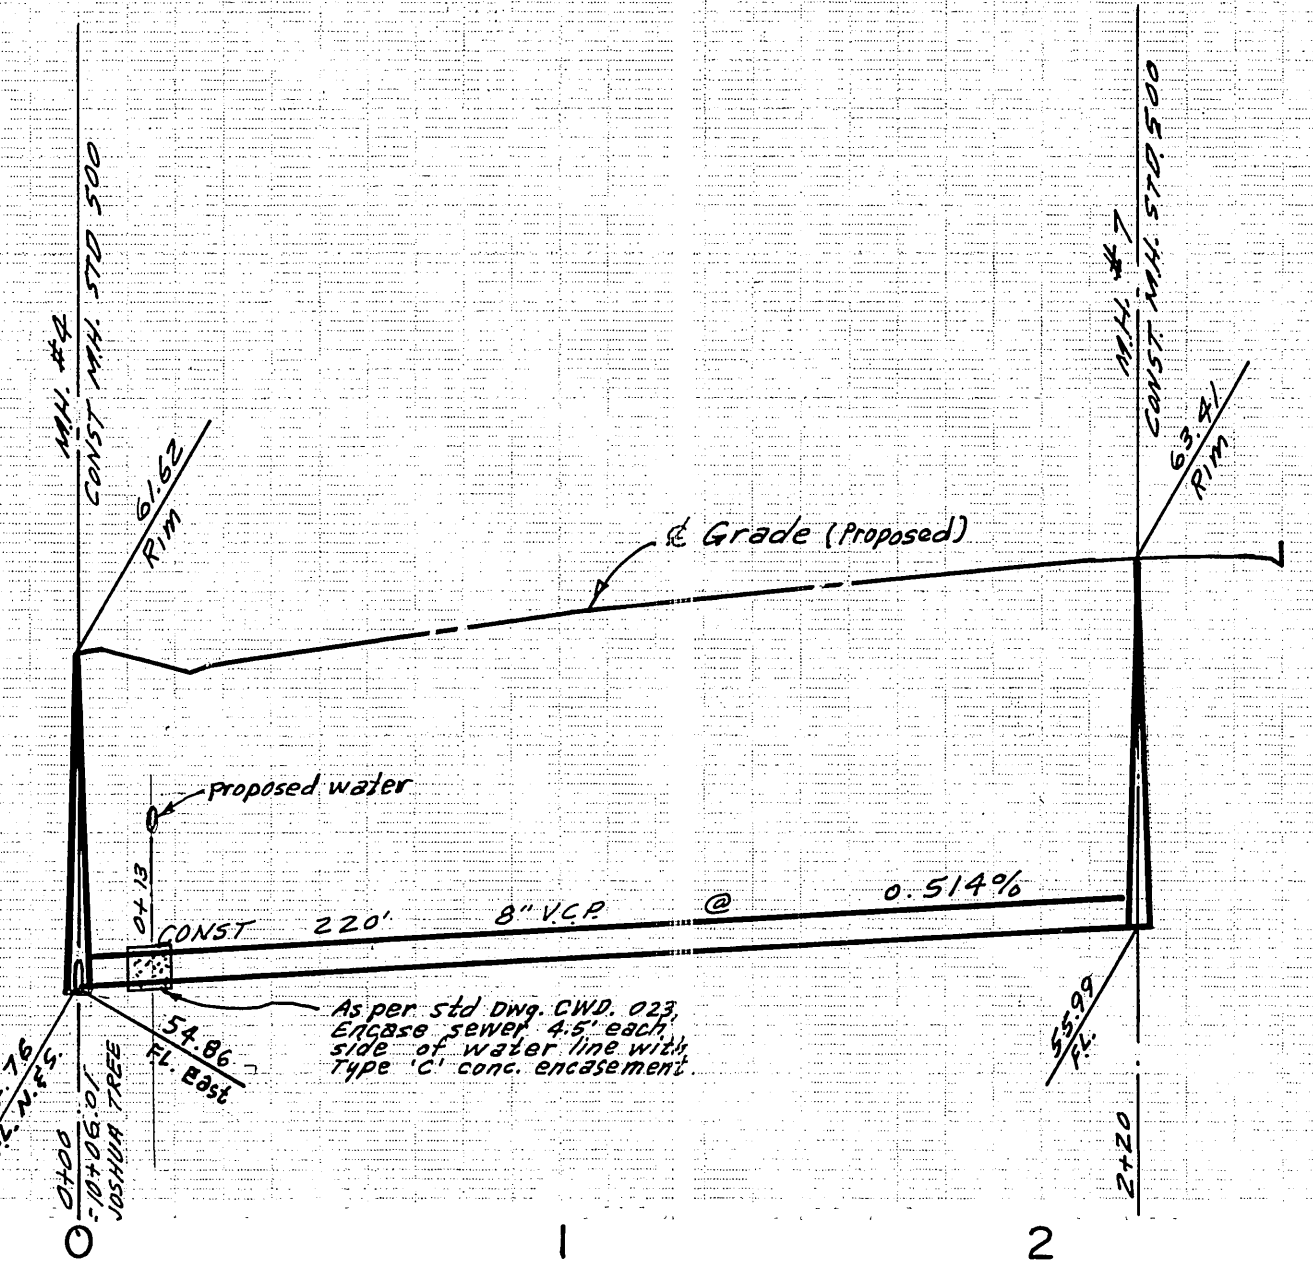 M.H. #4
CONST M.H. STD 500
61.62
RIM
M.H. #7
CONST. M.H. STD. 500
63.41
RIM
℄ Grade (Proposed)
proposed water
0+13
CONST 220' 8" V.C.P. @ 0.514%
As per std Dwg. CWD. 023,
Encase sewer 4.5' each
side of water line with
Type 'C' conc. encasement.
54.86
FL. East
.76
L. N.&S.
55.99
F.L.
0+00
=10+06.01
JOSHUA TREE
2+20
0 1 2